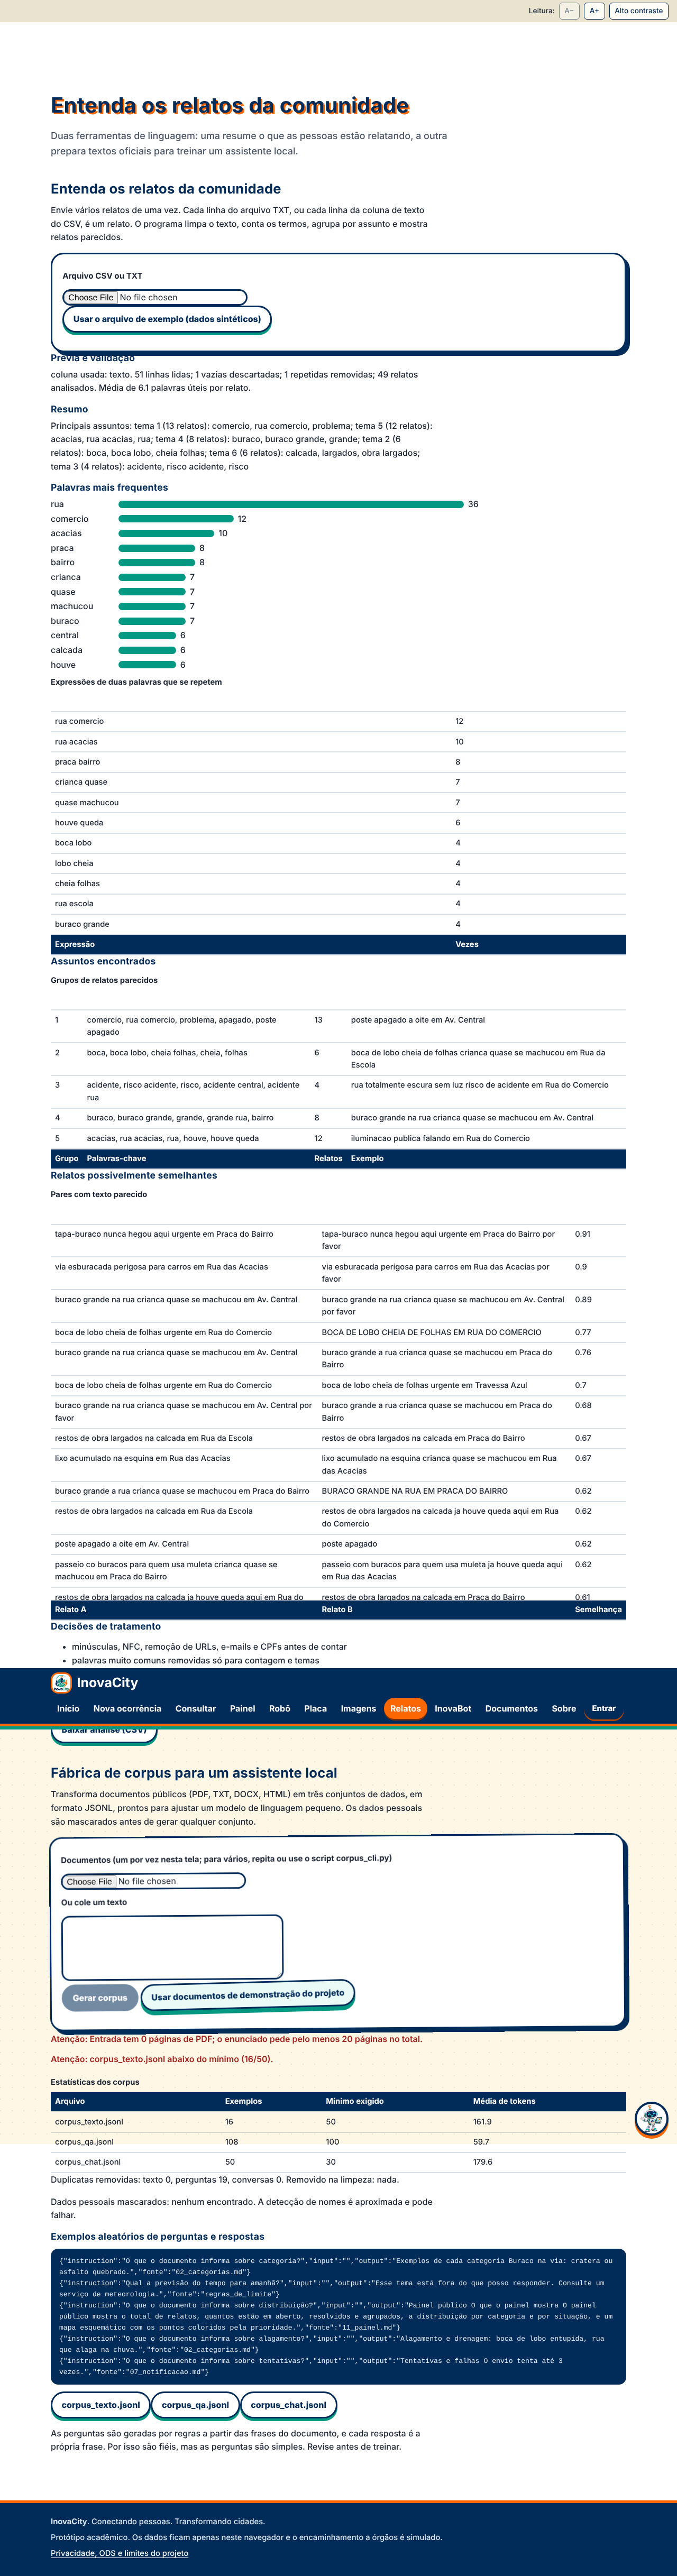 Leitura: A− A+ Alto contraste
Entenda os relatos da comunidade
Duas ferramentas de linguagem: uma resume o que as pessoas estão relatando, a outra
prepara textos oficiais para treinar um assistente local.
Entenda os relatos da comunidade
Envie vários relatos de uma vez. Cada linha do arquivo TXT, ou cada linha da coluna de texto
do CSV, é um relato. O programa limpa o texto, conta os termos, agrupa por assunto e mostra
relatos parecidos.
Arquivo CSV ou TXT
Choose File No file chosen
Usar o arquivo de exemplo (dados sintéticos)
Prévia e validação
coluna usada: texto. 51 linhas lidas; 1 vazias descartadas; 1 repetidas removidas; 49 relatos
analisados. Média de 6.1 palavras úteis por relato.
Resumo
Principais assuntos: tema 1 (13 relatos): comercio, rua comercio, problema; tema 5 (12 relatos):
acacias, rua acacias, rua; tema 4 (8 relatos): buraco, buraco grande, grande; tema 2 (6
relatos): boca, boca lobo, cheia folhas; tema 6 (6 relatos): calcada, largados, obra largados;
tema 3 (4 relatos): acidente, risco acidente, risco
Palavras mais frequentes
rua 36
comercio 12
acacias 10
praca 8
bairro 8
crianca 7
quase 7
machucou 7
buraco 7
central 6
calcada 6
houve 6
Expressões de duas palavras que se repetem
rua comercio 12
rua acacias 10
praca bairro 8
crianca quase 7
quase machucou 7
houve queda 6
boca lobo 4
lobo cheia 4
cheia folhas 4
rua escola 4
buraco grande 4
Expressão Vezes
Assuntos encontrados
Grupos de relatos parecidos
1 comercio, rua comercio, problema, apagado, poste 13 poste apagado a oite em Av. Central
apagado
2 boca, boca lobo, cheia folhas, cheia, folhas 6 boca de lobo cheia de folhas crianca quase se machucou em Rua da
Escola
3 acidente, risco acidente, risco, acidente central, acidente 4 rua totalmente escura sem luz risco de acidente em Rua do Comercio
rua
4 buraco, buraco grande, grande, grande rua, bairro 8 buraco grande na rua crianca quase se machucou em Av. Central
5 acacias, rua acacias, rua, houve, houve queda 12 iluminacao publica falando em Rua do Comercio
Grupo Palavras-chave Relatos Exemplo
Relatos possivelmente semelhantes
Pares com texto parecido
tapa-buraco nunca hegou aqui urgente em Praca do Bairro tapa-buraco nunca hegou aqui urgente em Praca do Bairro por 0.91
favor
via esburacada perigosa para carros em Rua das Acacias via esburacada perigosa para carros em Rua das Acacias por 0.9
favor
buraco grande na rua crianca quase se machucou em Av. Central buraco grande na rua crianca quase se machucou em Av. Central 0.89
por favor
boca de lobo cheia de folhas urgente em Rua do Comercio BOCA DE LOBO CHEIA DE FOLHAS EM RUA DO COMERCIO 0.77
buraco grande na rua crianca quase se machucou em Av. Central buraco grande a rua crianca quase se machucou em Praca do 0.76
Bairro
boca de lobo cheia de folhas urgente em Rua do Comercio boca de lobo cheia de folhas urgente em Travessa Azul 0.7
buraco grande na rua crianca quase se machucou em Av. Central por buraco grande a rua crianca quase se machucou em Praca do 0.68
favor Bairro
restos de obra largados na calcada em Rua da Escola restos de obra largados na calcada em Praca do Bairro 0.67
lixo acumulado na esquina em Rua das Acacias lixo acumulado na esquina crianca quase se machucou em Rua 0.67
das Acacias
buraco grande a rua crianca quase se machucou em Praca do Bairro BURACO GRANDE NA RUA EM PRACA DO BAIRRO 0.62
restos de obra largados na calcada em Rua da Escola restos de obra largados na calcada ja houve queda aqui em Rua 0.62
do Comercio
poste apagado a oite em Av. Central poste apagado 0.62
passeio co buracos para quem usa muleta crianca quase se passeio com buracos para quem usa muleta ja houve queda aqui 0.62
machucou em Praca do Bairro em Rua das Acacias
restos de obra largados na calcada ja houve queda aqui em Rua do restos de obra largados na calcada em Praca do Bairro 0.61
Relato A Relato B Semelhança
Decisões de tratamento
• minúsculas, NFC, remoção de URLs, e-mails e CPFs antes de contar
• palavras muito comuns removidas só para contagem e temas
InovaCity
Início Nova ocorrência Consultar Painel Robô Placa Imagens Relatos InovaBot Documentos Sobre Entrar
Baixar análise (CSV)
Fábrica de corpus para um assistente local
Transforma documentos públicos (PDF, TXT, DOCX, HTML) em três conjuntos de dados, em
formato JSONL, prontos para ajustar um modelo de linguagem pequeno. Os dados pessoais
são mascarados antes de gerar qualquer conjunto.
Documentos (um por vez nesta tela; para vários, repita ou use o script corpus_cli.py)
Choose File No file chosen
Ou cole um texto
Gerar corpus Usar documentos de demonstração do projeto
Atenção: Entrada tem 0 páginas de PDF; o enunciado pede pelo menos 20 páginas no total.
Atenção: corpus_texto.jsonl abaixo do mínimo (16/50).
Estatísticas dos corpus
Arquivo Exemplos Mínimo exigido Média de tokens
corpus_texto.jsonl 16 50 161.9
corpus_qa.jsonl 108 100 59.7
corpus_chat.jsonl 50 30 179.6
Duplicatas removidas: texto 0, perguntas 19, conversas 0. Removido na limpeza: nada.
Dados pessoais mascarados: nenhum encontrado. A detecção de nomes é aproximada e pode
falhar.
Exemplos aleatórios de perguntas e respostas
{"instruction":"O que o documento informa sobre categoria?","input":"","output":"Exemplos de cada categoria Buraco na via: cratera ou
asfalto quebrado.","fonte":"02_categorias.md"}
{"instruction":"Qual a previsão do tempo para amanhã?","input":"","output":"Esse tema está fora do que posso responder. Consulte um
serviço de meteorologia.","fonte":"regras_de_limite"}
{"instruction":"O que o documento informa sobre distribuição?","input":"","output":"Painel público O que o painel mostra O painel
público mostra o total de relatos, quantos estão em aberto, resolvidos e agrupados, a distribuição por categoria e por situação, e um
mapa esquemático com os pontos coloridos pela prioridade.","fonte":"11_painel.md"}
{"instruction":"O que o documento informa sobre alagamento?","input":"","output":"Alagamento e drenagem: boca de lobo entupida, rua
que alaga na chuva.","fonte":"02_categorias.md"}
{"instruction":"O que o documento informa sobre tentativas?","input":"","output":"Tentativas e falhas O envio tenta até 3
vezes.","fonte":"07_notificacao.md"}
corpus_texto.jsonl corpus_qa.jsonl corpus_chat.jsonl
As perguntas são geradas por regras a partir das frases do documento, e cada resposta é a
própria frase. Por isso são fiéis, mas as perguntas são simples. Revise antes de treinar.
InovaCity. Conectando pessoas. Transformando cidades.
Protótipo acadêmico. Os dados ficam apenas neste navegador e o encaminhamento a órgãos é simulado.
Privacidade, ODS e limites do projeto